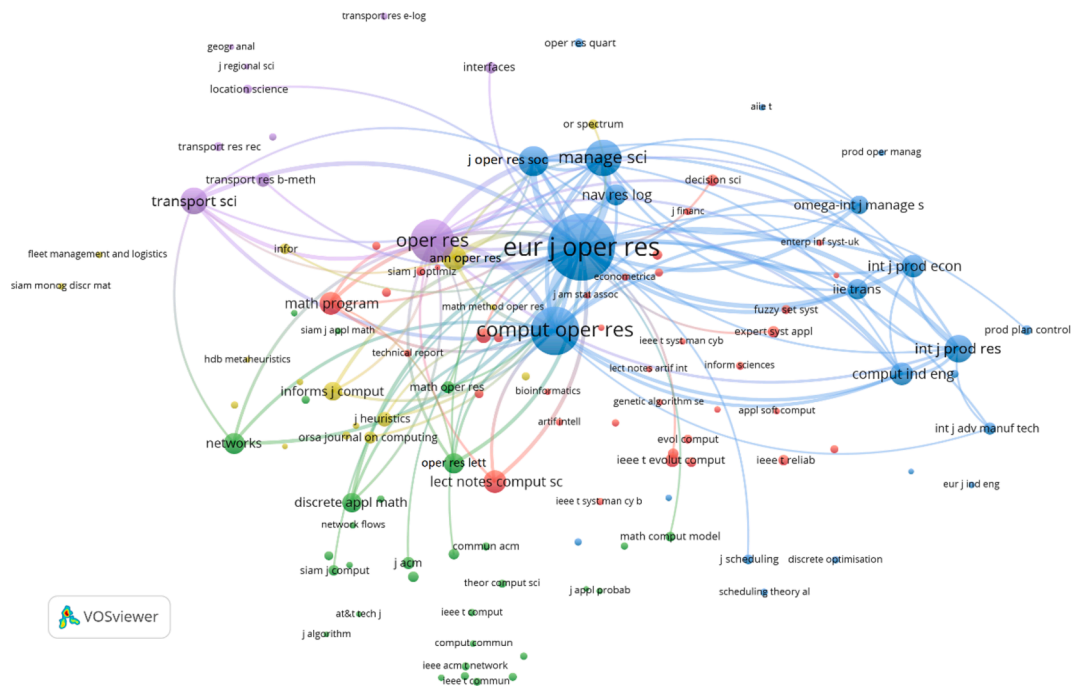 transport res e-log
oper res quart
geogr anal
j regional sci
interfaces
location science
aiie t
or spectrum
transport res rec
j oper res soc
manage sci
prod oper manag
transport res b-meth
decision sci
nav res log
transport sci
omega-int j manage s
j financ
oper res
eur j oper res
enterp inf syst-uk
infor
fleet management and logistics
ann oper res
int j prod econ
siam j optimiz
econometrica
siam monog discr mat
iie trans
j am stat assoc
math program
math method oper res
fuzzy set syst
siam j appl math
comput oper res
expert syst appl
prod plan control
ieee t syst man cyb
int j prod res
technical report
hdb metaheuristics
lect notes artif int
inform sciences
comput ind eng
math oper res
informs j comput
bioinformatics
genetic algorithm se
appl soft comput
j heuristics
artif intell
int j adv manuf tech
orsa journal on computing
networks
evol comput
oper res lett
ieee t evolut comput
ieee t reliab
lect notes comput sc
eur j ind eng
discrete appl math
ieee t syst man cy b
network flows
math comput model
commun acm
j acm
j scheduling
discrete optimisation
siam j comput
theor comput sci
j appl probab
scheduling theory al
at&t tech j
ieee t comput
VOSviewer
j algorithm
comput commun
ieee acm t network
ieee t commun